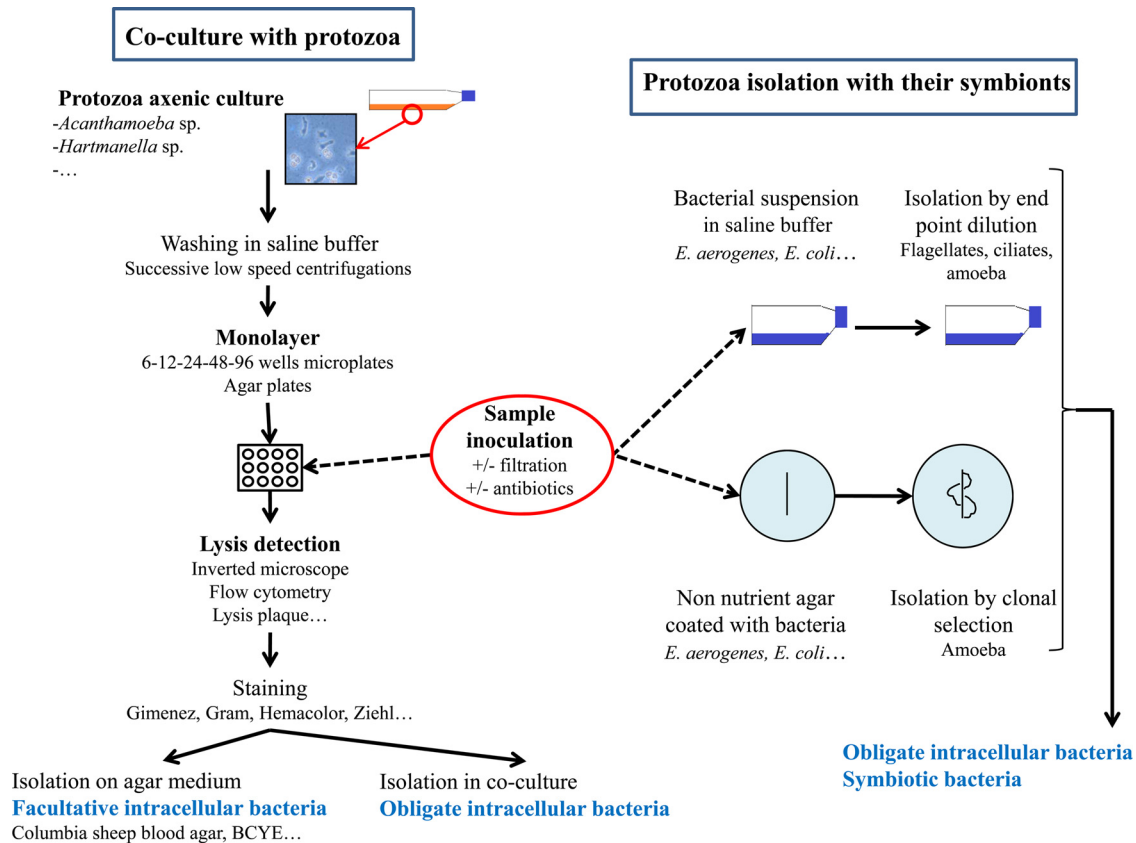 Co-culture with protozoa
Protozoa axenic culture
-Acanthamoeba sp.
-Hartmanella sp.
-…
Washing in saline buffer
Successive low speed centrifugations
Monolayer
6-12-24-48-96 wells microplates
Agar plates
Lysis detection
Inverted microscope
Flow cytometry
Lysis plaque…
Staining
Gimenez, Gram, Hemacolor, Ziehl…
Isolation on agar medium
Facultative intracellular bacteria
Columbia sheep blood agar, BCYE…
Isolation in co-culture
Obligate intracellular bacteria
Sample
inoculation
+/- filtration
+/- antibiotics
Protozoa isolation with their symbionts
Bacterial suspension
in saline buffer
E. aerogenes, E. coli…
Isolation by end
point dilution
Flagellates, ciliates,
amoeba
Non nutrient agar
coated with bacteria
E. aerogenes, E. coli…
Isolation by clonal
selection
Amoeba
Obligate intracellular bacteria
Symbiotic bacteria